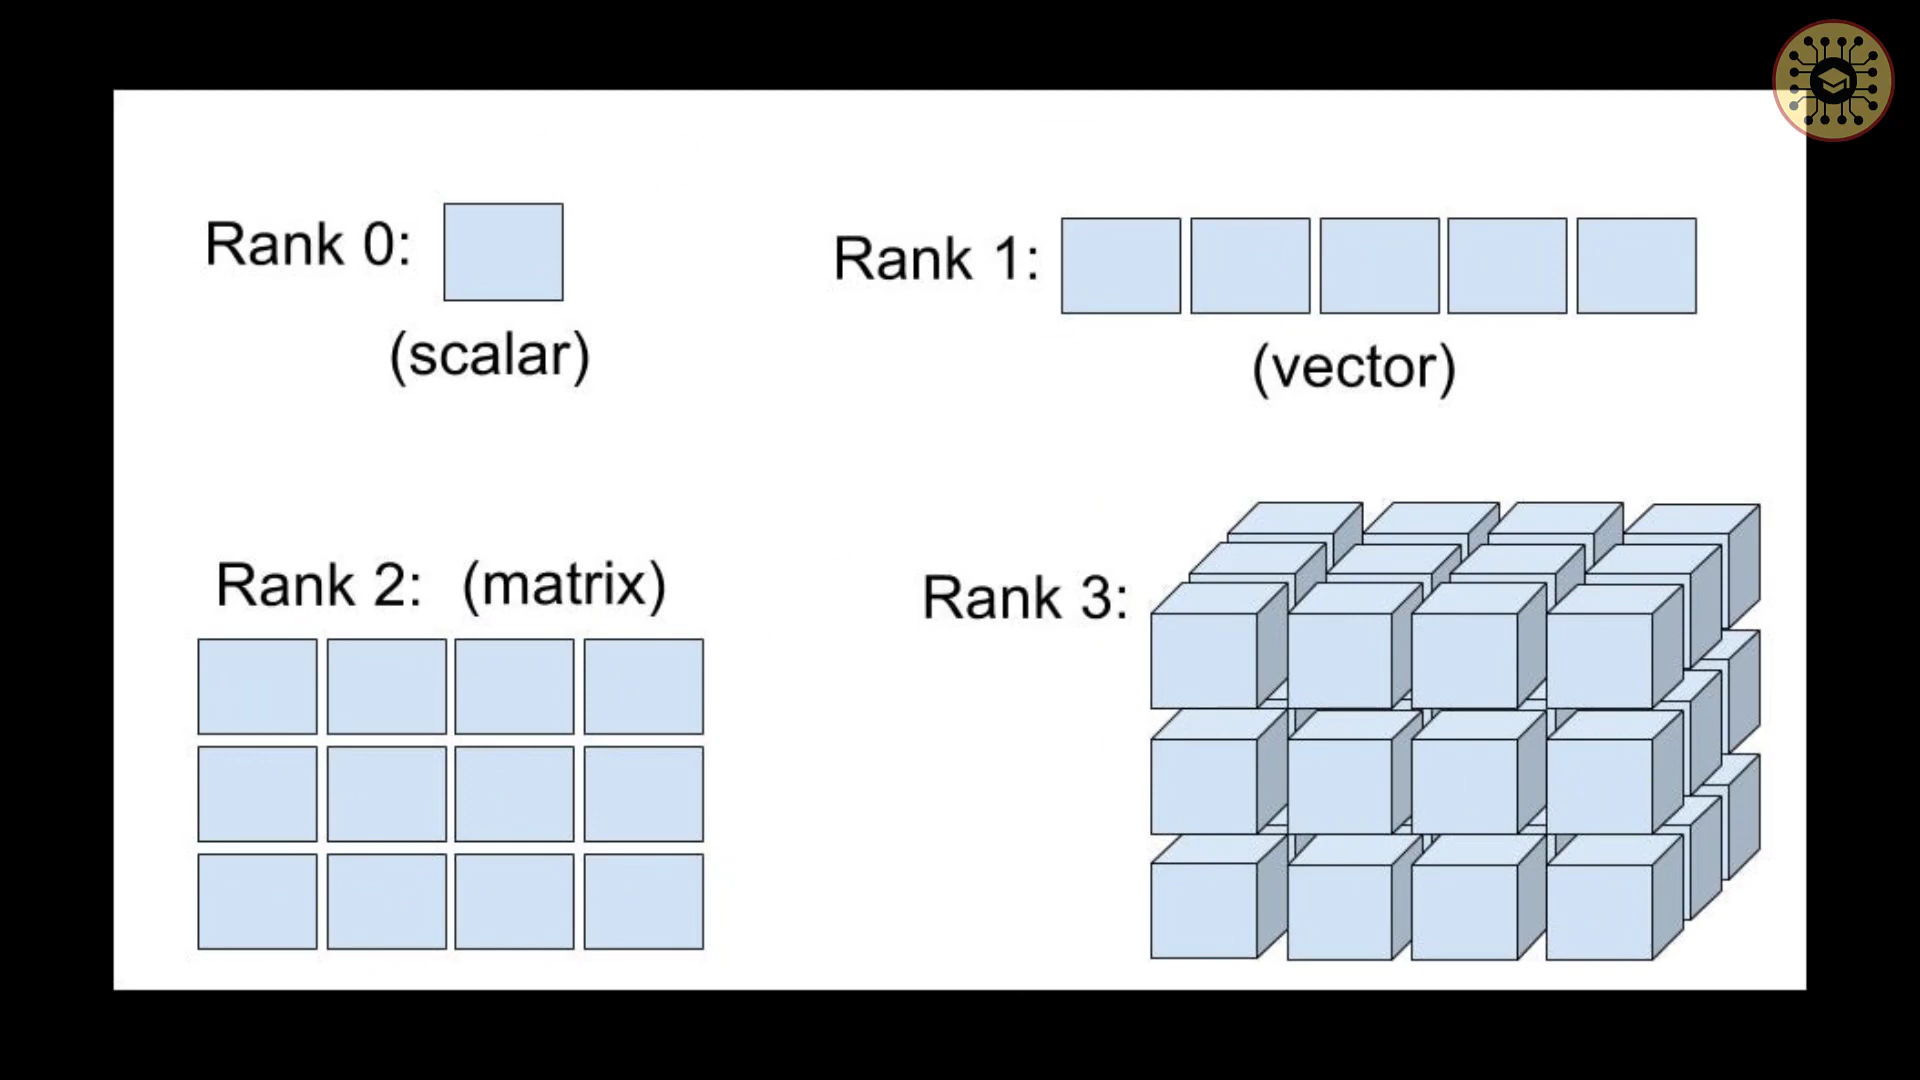 Rank 0:
(scalar)
Rank 1:
(vector)
Rank 2: (matrix)
Rank 3: